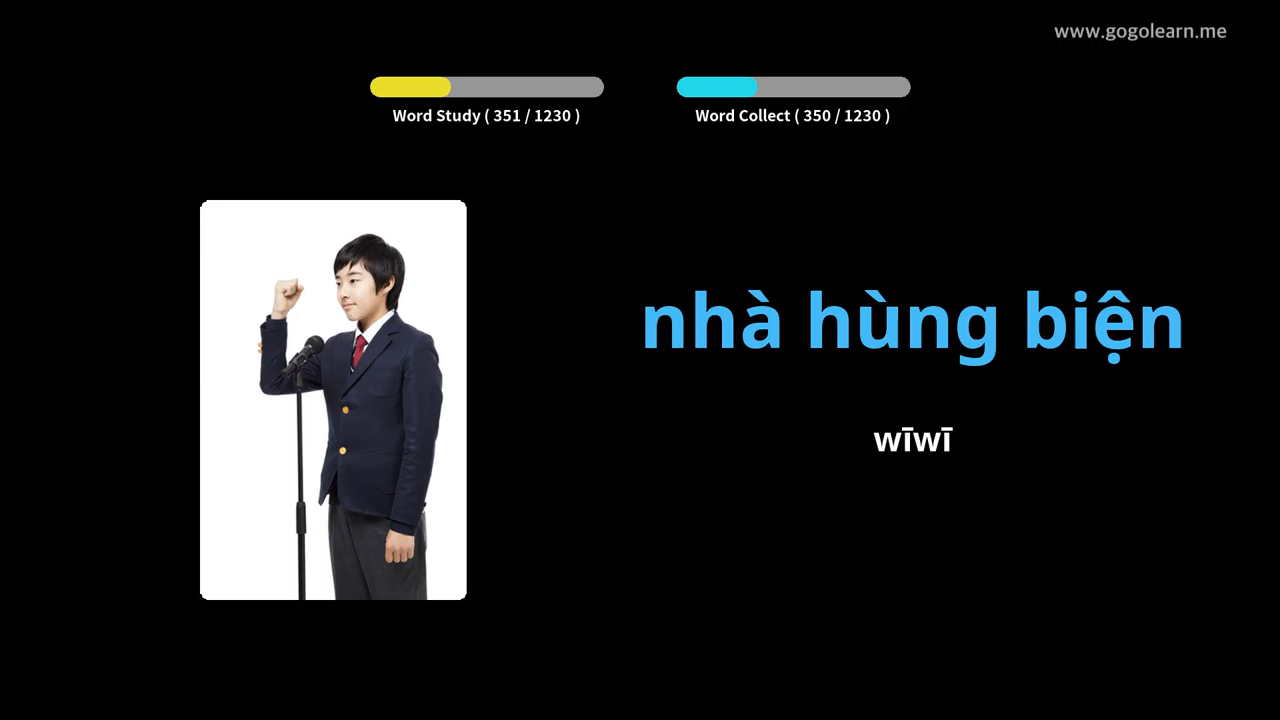 www.gogolearn.me
Word Study ( 351 / 1230 )
Word Collect ( 350 / 1230 )
nhà hùng biện
wīwī